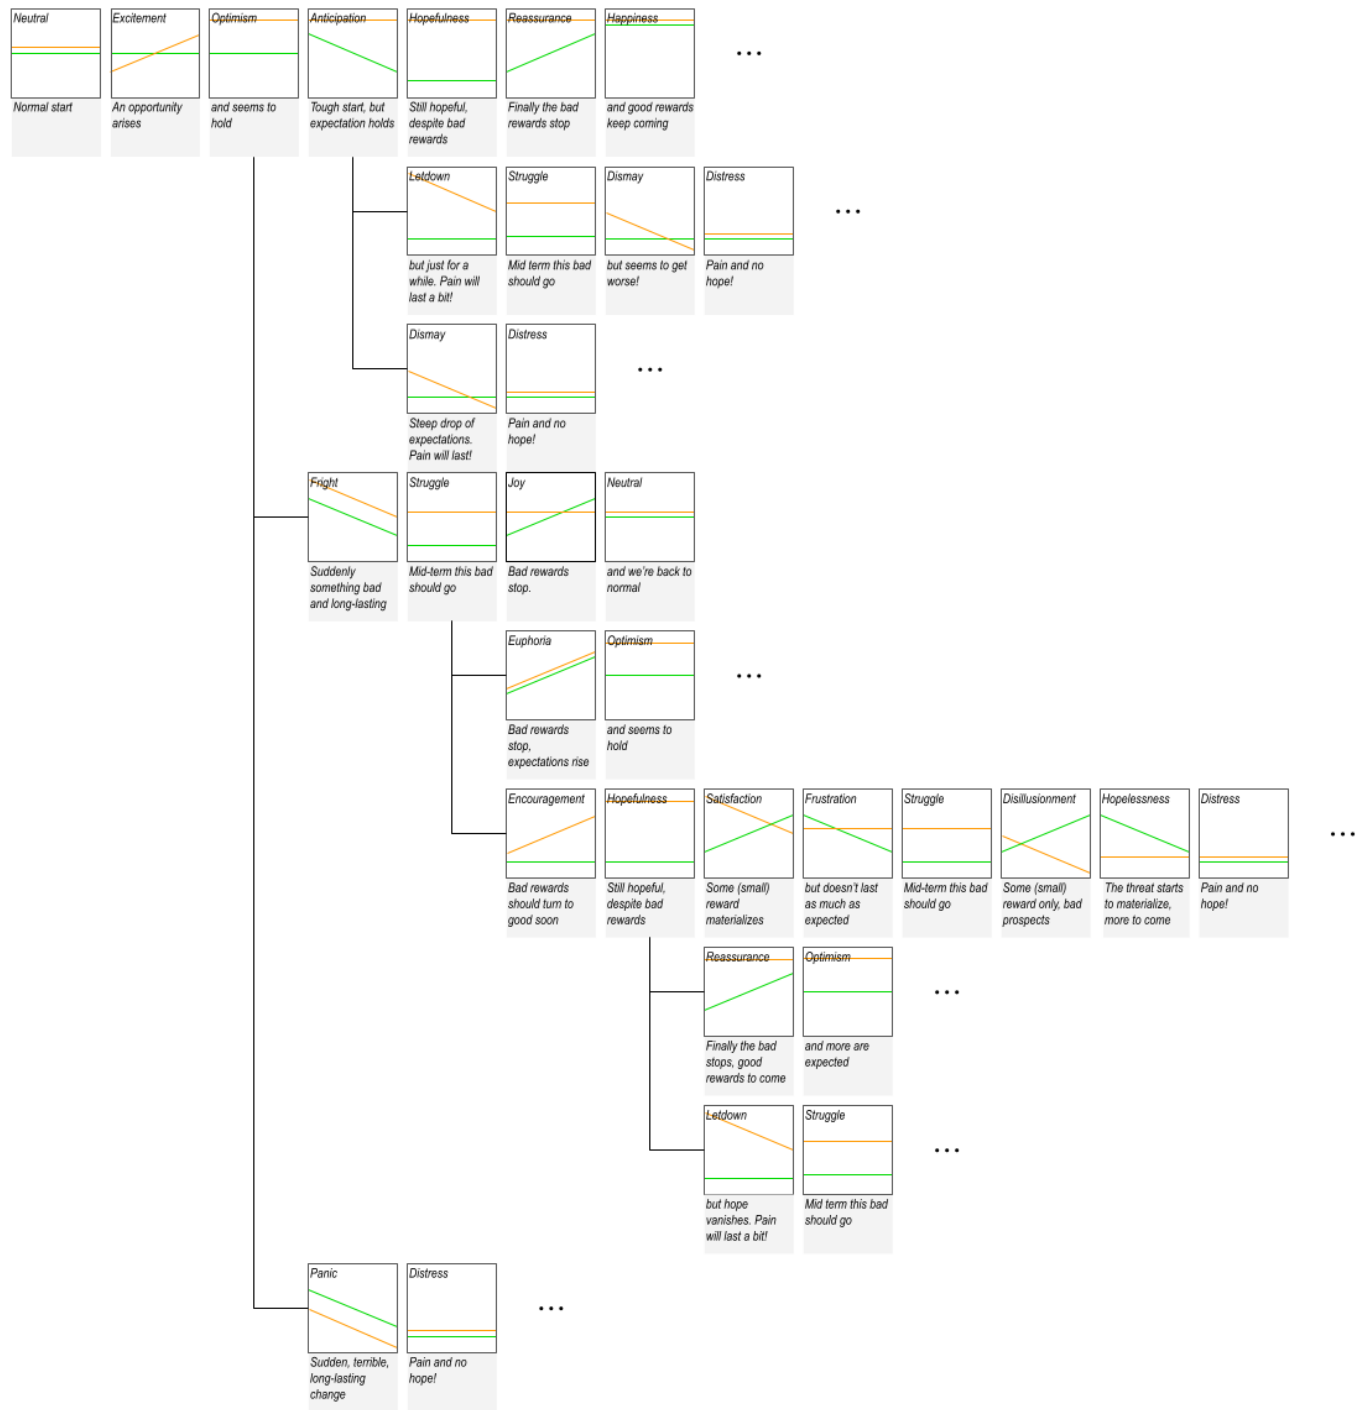 Neutral
Normal start
Excitement
An opportunity
arises
Optimism
and seems to
hold
Anticipation
Tough start, but
expectation holds
Hopefulness
Still hopeful,
despite bad
rewards
Reassurance
Finally the bad
rewards stop
Happiness
and good rewards
keep coming
...
Letdown
but just for a
while. Pain will
last a bit!
Struggle
Mid term this bad
should go
Dismay
but seems to get
worse!
Distress
Pain and no
hope!
...
Dismay
Steep drop of
expectations.
Pain will last!
Distress
Pain and no
hope!
...
Fright
Suddenly
something bad
and long-lasting
Struggle
Mid-term this bad
should go
Joy
Bad rewards
stop.
Neutral
and we're back to
normal
Euphoria
Bad rewards
stop,
expectations rise
Optimism
and seems to
hold
...
Encouragement
Bad rewards
should turn to
good soon
Hopefulness
Still hopeful,
despite bad
rewards
Satisfaction
Some (small)
reward
materializes
Frustration
but doesn't last
as much as
expected
Struggle
Mid-term this bad
should go
Disillusionment
Some (small)
reward only, bad
prospects
Hopelessness
The threat starts
to materialize,
more to come
Distress
Pain and no
hope!
...
Reassurance
Finally the bad
stops, good
rewards to come
Optimism
and more are
expected
...
Letdown
but hope
vanishes. Pain
will last a bit!
Struggle
Mid term this bad
should go
...
Panic
Sudden, terrible,
long-lasting
change
Distress
Pain and no
hope!
...